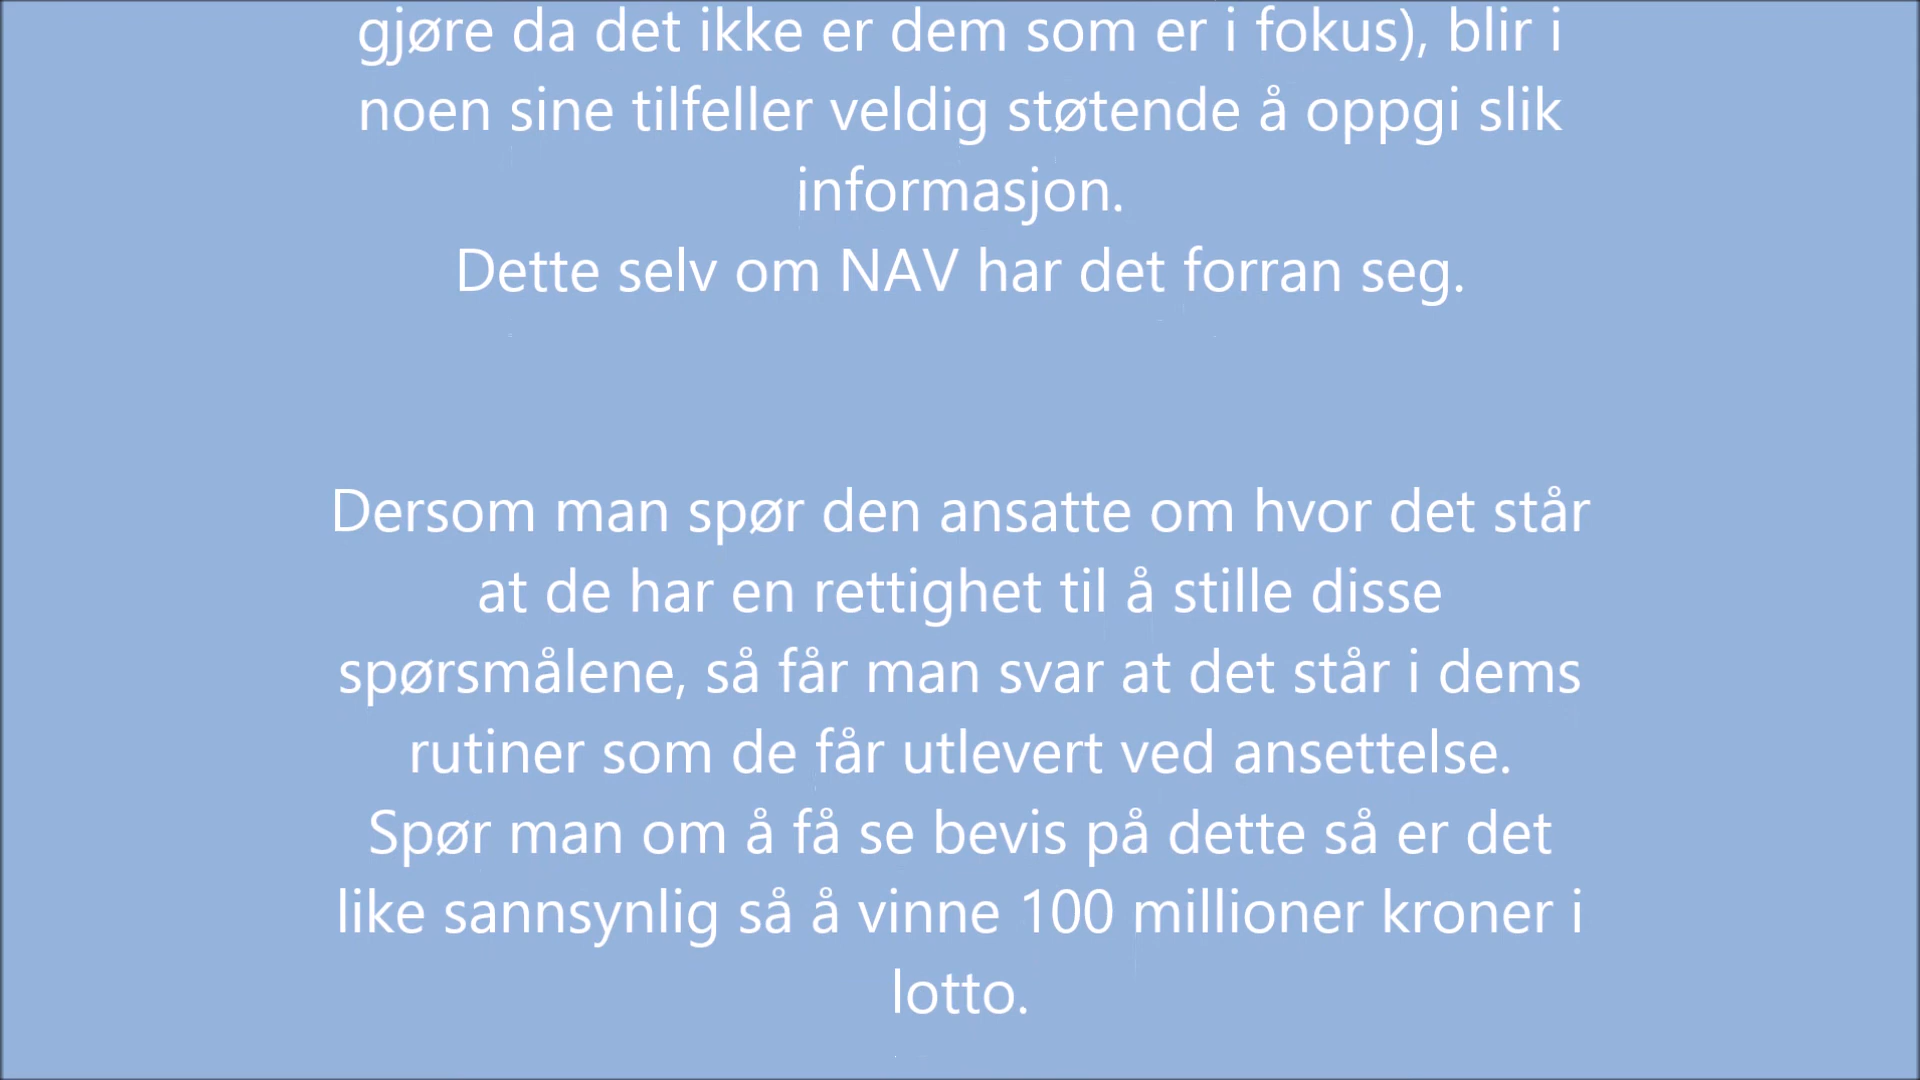 gjøre da det ikke er dem som er i fokus), blir i
noen sine tilfeller veldig støtende å oppgi slik
informasjon.
Dette selv om NAV har det forran seg.
Dersom man spør den ansatte om hvor det står
at de har en rettighet til å stille disse
spørsmålene, så får man svar at det står i dems
rutiner som de får utlevert ved ansettelse.
Spør man om å få se bevis på dette så er det
like sannsynlig så å vinne 100 millioner kroner i
lotto.